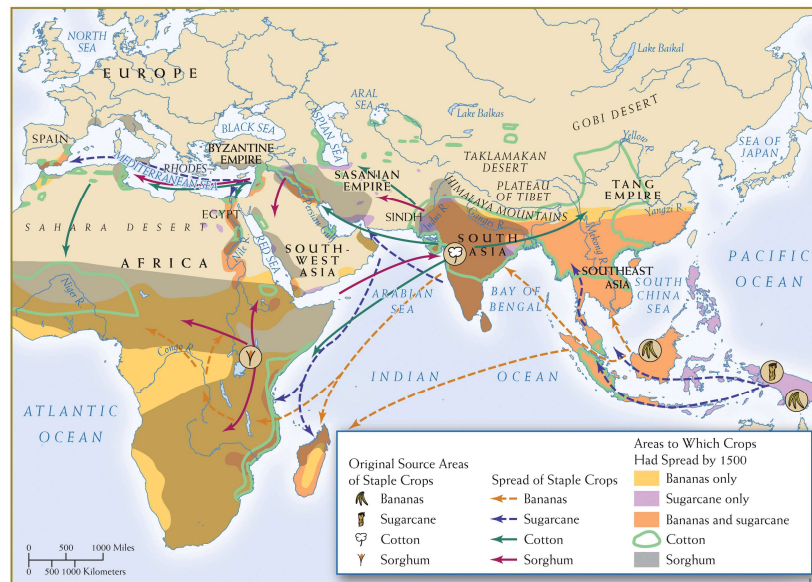 NORTH
SEA
EUROPE
Lake Baikal
ARAL
SEA
Lake Balkas
GOBI DESERT
SPAIN
BLACK SEA
CASPIAN SEA
BYZANTINE
EMPIRE
RHODES
MEDITERRANEAN SEA
TAKLAMAKAN
DESERT
Yellow R.
SEA OF
JAPAN
SASANIAN
EMPIRE
PLATEAU
OF TIBET
HIMALAYA MOUNTAINS
TANG
EMPIRE
Yangzi R.
EGYPT
Nile R.
Persian Gulf
SINDH
Indus R.
Ganges R.
SAHARA DESERT
RED SEA
SOUTH-
WEST
ASIA
SOUTH
ASIA
Mekong R.
SOUTHEAST
ASIA
PACIFIC
OCEAN
AFRICA
Niger R.
ARABIAN
SEA
BAY OF
BENGAL
SOUTH
CHINA
SEA
Congo R.
INDIAN OCEAN
ATLANTIC
OCEAN
Original Source Areas
of Staple Crops
Bananas
Sugarcane
Cotton
Sorghum
Spread of Staple Crops
Bananas
Sugarcane
Cotton
Sorghum
Areas to Which Crops
Had Spread by 1500
Bananas only
Sugarcane only
Bananas and sugarcane
Cotton
Sorghum
0 500 1000 Miles
0 500 1000 Kilometers